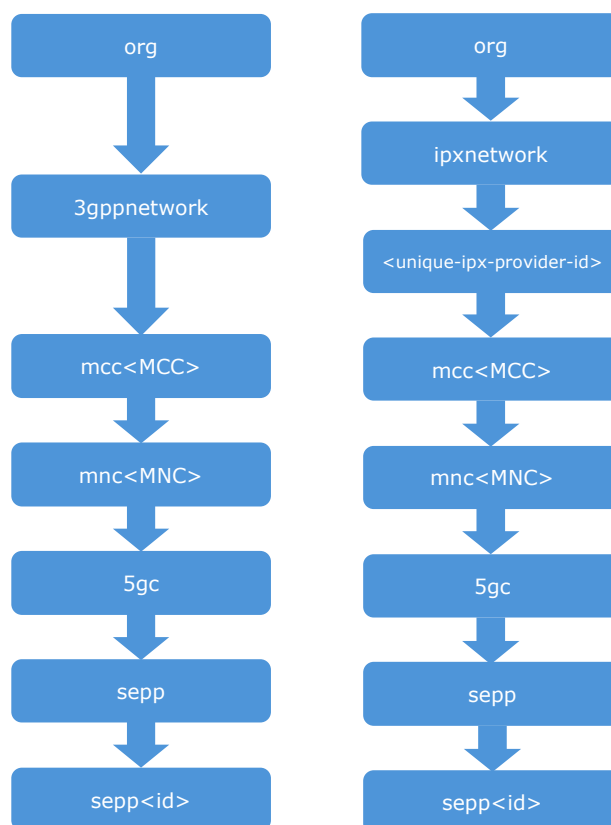 org
3gppnetwork
mcc<MCC>
mnc<MNC>
5gc
sepp
sepp<id>
org
ipxnetwork
<unique-ipx-provider-id>
mcc<MCC>
mnc<MNC>
5gc
sepp
sepp<id>